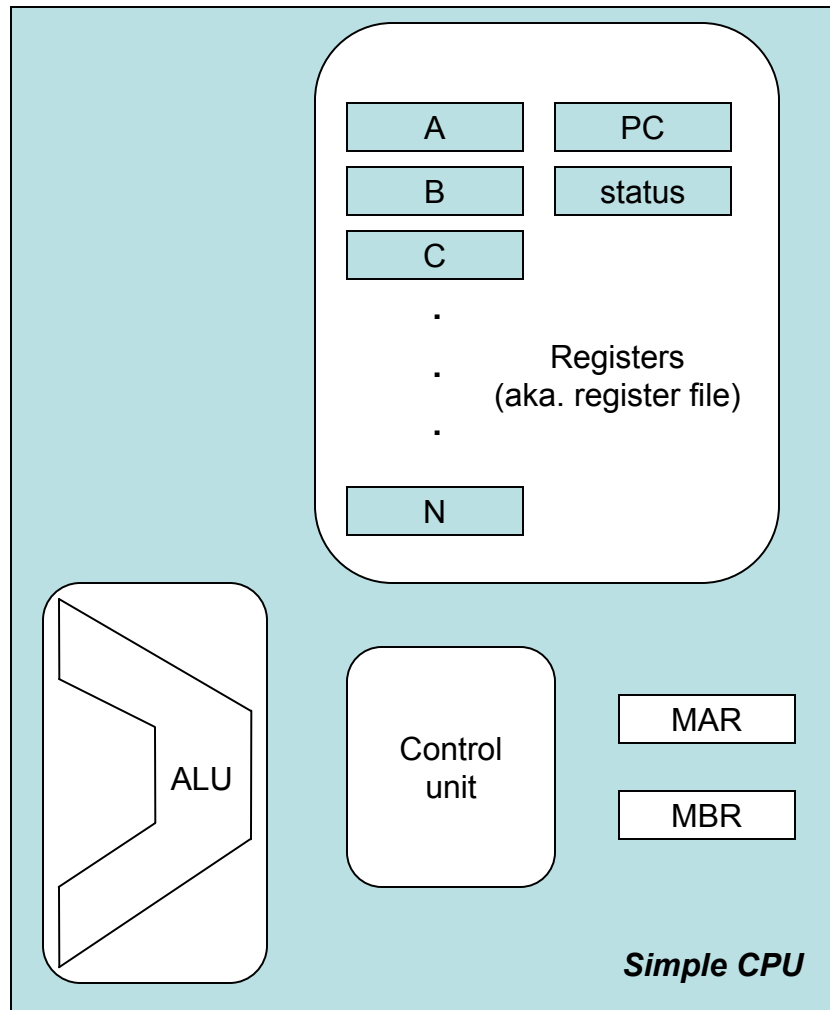 A
PC
B
status
C
.
.
.
Registers
(aka. register file)
N
ALU
Control
unit
MAR
MBR
Simple CPU